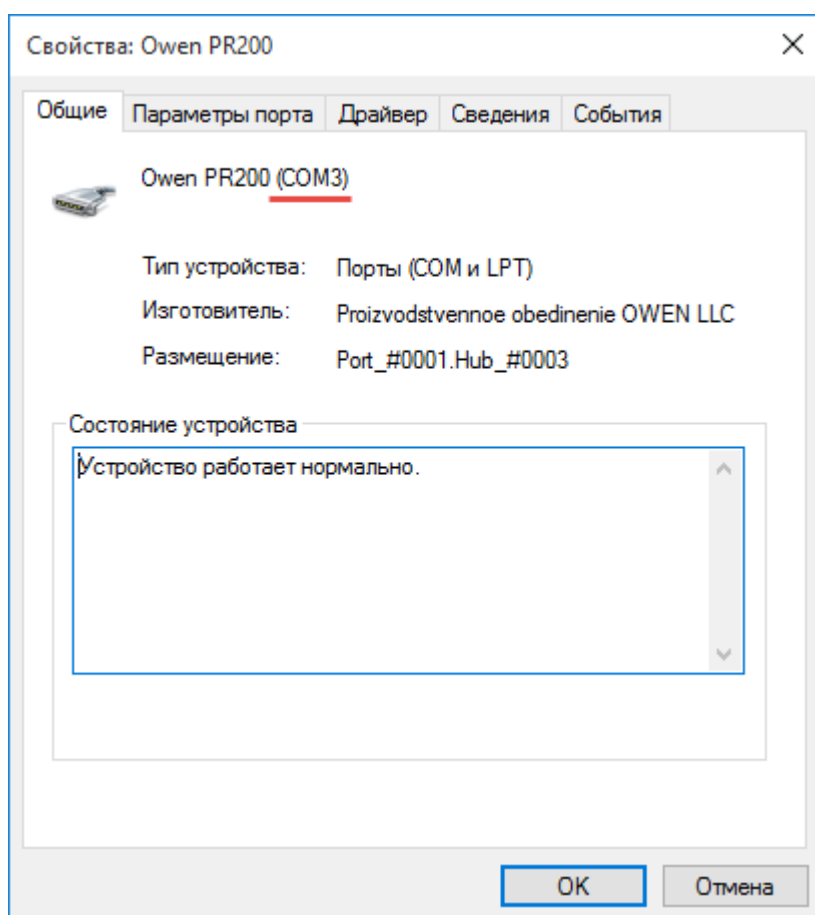 Свойства: Owen PR200
Общие Параметры порта Драйвер Сведения События
Owen PR200 (COM3)
Тип устройства: Порты (COM и LPT)
Изготовитель: Proizvodstvennoe obedinenie OWEN LLC
Размещение: Port_#0001.Hub_#0003
Состояние устройства
Устройство работает нормально.
OK Отмена